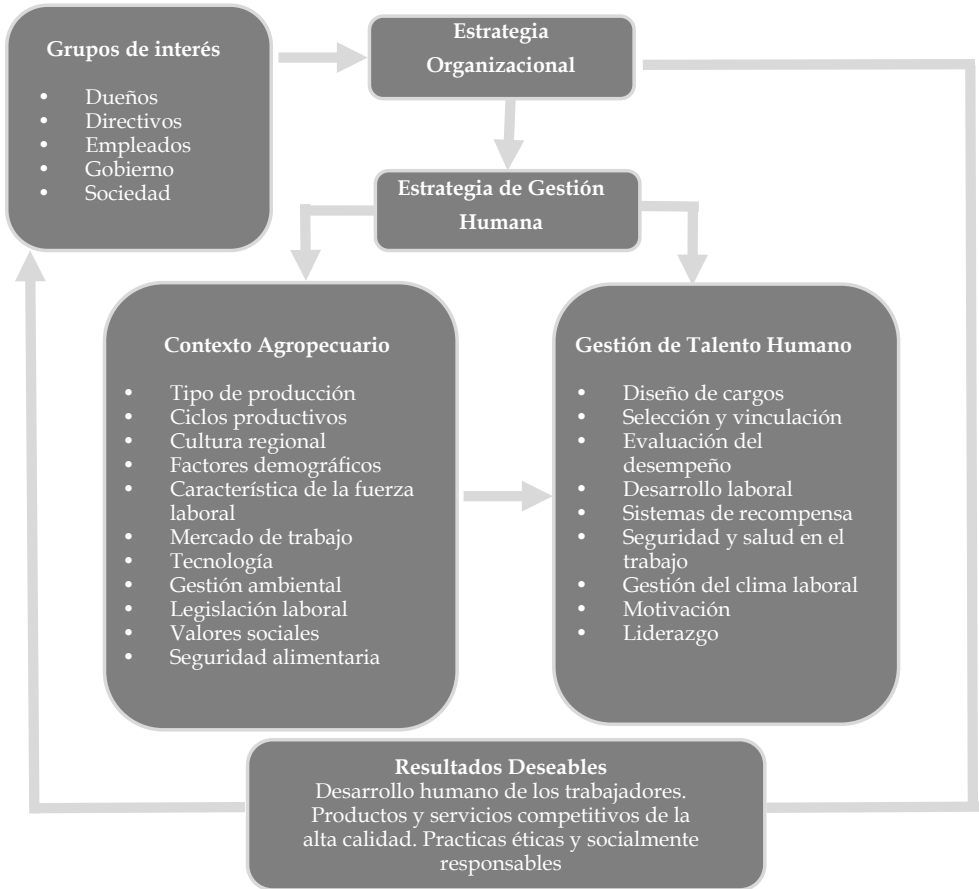 Grupos de interés
• Dueños
• Directivos
• Empleados
• Gobierno
• Sociedad
Estrategia
Organizacional
Estrategia de Gestión
Humana
Contexto Agropecuario
• Tipo de producción
• Ciclos productivos
• Cultura regional
• Factores demográficos
• Característica de la fuerza
laboral
• Mercado de trabajo
• Tecnología
• Gestión ambiental
• Legislación laboral
• Valores sociales
• Seguridad alimentaria
Gestión de Talento Humano
• Diseño de cargos
• Selección y vinculación
• Evaluación del
desempeño
• Desarrollo laboral
• Sistemas de recompensa
• Seguridad y salud en el
trabajo
• Gestión del clima laboral
• Motivación
• Liderazgo
Resultados Deseables
Desarrollo humano de los trabajadores.
Productos y servicios competitivos de la
alta calidad. Practicas éticas y socialmente
responsables